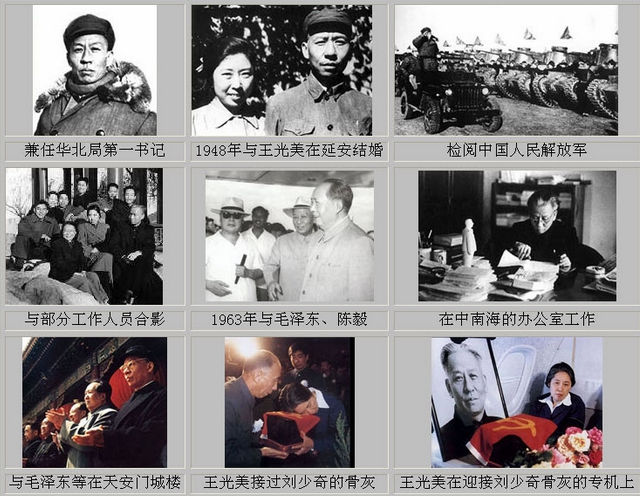 兼任华北局第一书记
1948年与王光美在延安结婚
检阅中国人民解放军
与部分工作人员合影
1963年与毛泽东、陈毅
在中南海的办公室工作
与毛泽东等在天安门城楼
王光美接过刘少奇的骨灰
王光美在迎接刘少奇骨灰的专机上